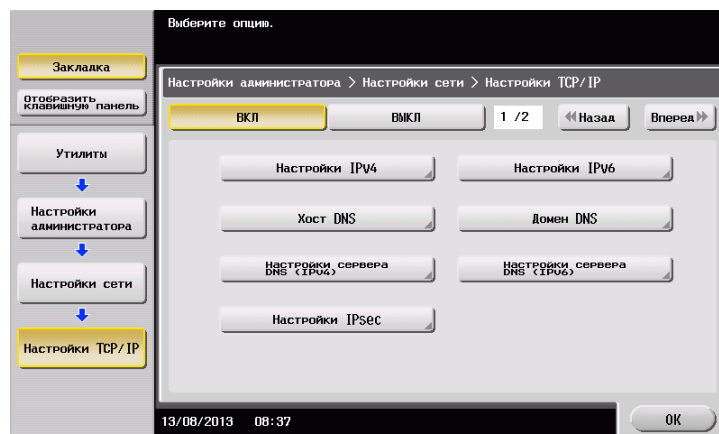 Выберите опцию.
Закладка
Отобразить
клавишную панель
Настройки администратора > Настройки сети > Настройки TCP/IP
ВКЛ
ВЫКЛ
1 /2
Назад
Вперед
Утилиты
Настройки
администратора
Настройки сети
Настройки TCP/IP
Настройки IPv4
Настройки IPv6
Хост DNS
Домен DNS
Настройки сервера
DNS (IPv4)
Настройки сервера
DNS (IPv6)
Настройки IPsec
13/08/2013 08:37
OK